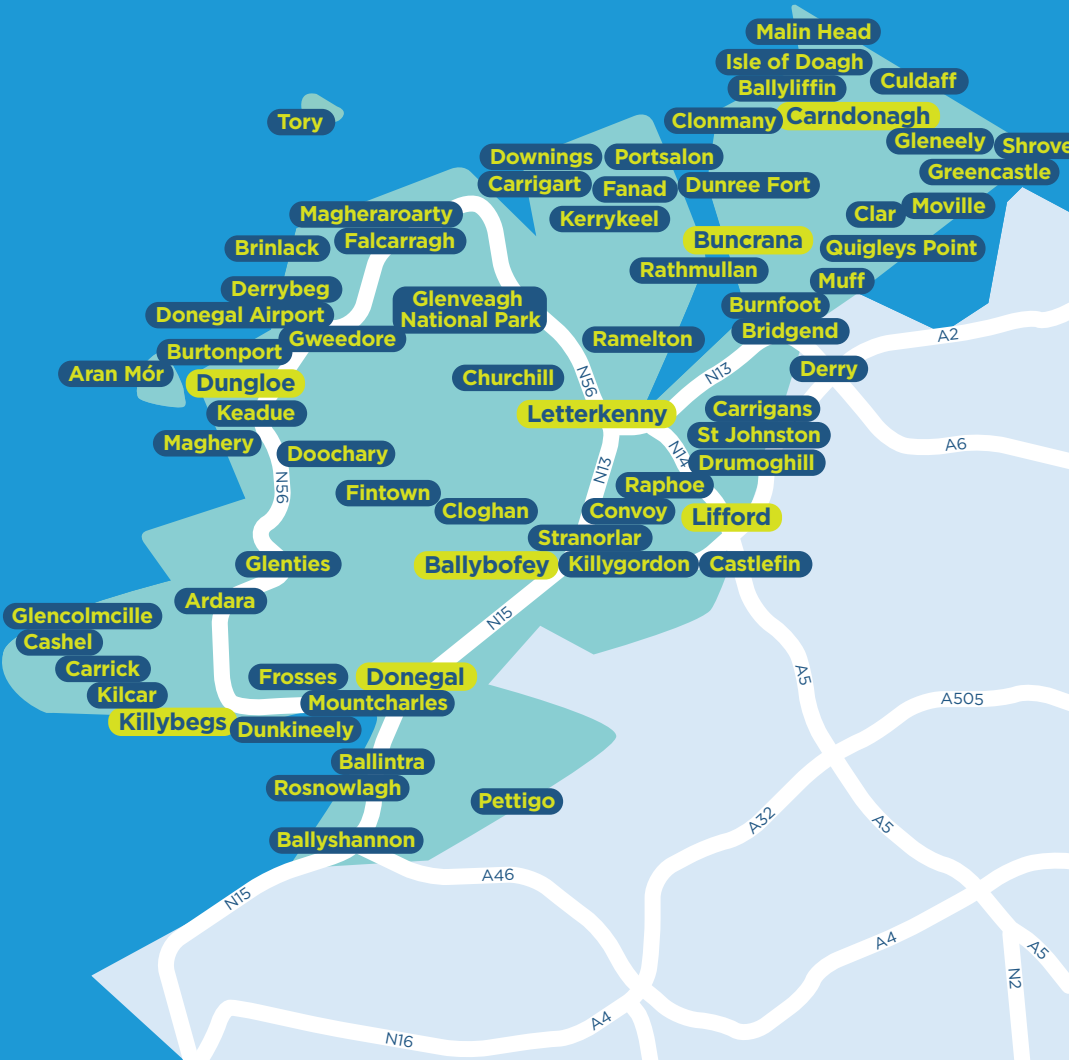 Malin Head
Isle of Doagh
Culdaff
Ballyliffin
Carndonagh
Clonmany
Tory
Gleneely
Shrove
Downings
Portsalon
Greencastle
Carrigart
Fanad
Dunree Fort
Moville
Clar
Magheraroarty
Kerrykeel
Falcarragh
Buncrana
Brinlack
Quigleys Point
Rathmullan
Muff
Derrybeg
Glenveagh
National Park
Burnfoot
Donegal Airport
Bridgend
Gweedore
Ramelton
A2
Burtonport
Derry
Aran Mór
N13
Churchill
N56
Dungloe
Carrigans
Keadue
Letterkenny
St Johnston
Maghery
A6
Doochary
N14
Drumoghill
N13
N56
Raphoe
Fintown
Cloghan
Convoy
Lifford
Stranorlar
Glenties
Ballybofey
Killygordon
Castlefin
Ardara
Glencolmcille
N15
Cashel
Carrick
Frosses
Donegal
A5
Kilcar
Mountcharles
A505
Killybegs
Dunkineely
Ballintra
Rosnowlagh
Pettigo
A32
A5
Ballyshannon
A46
N15
A4
A5
N2
A4
N16